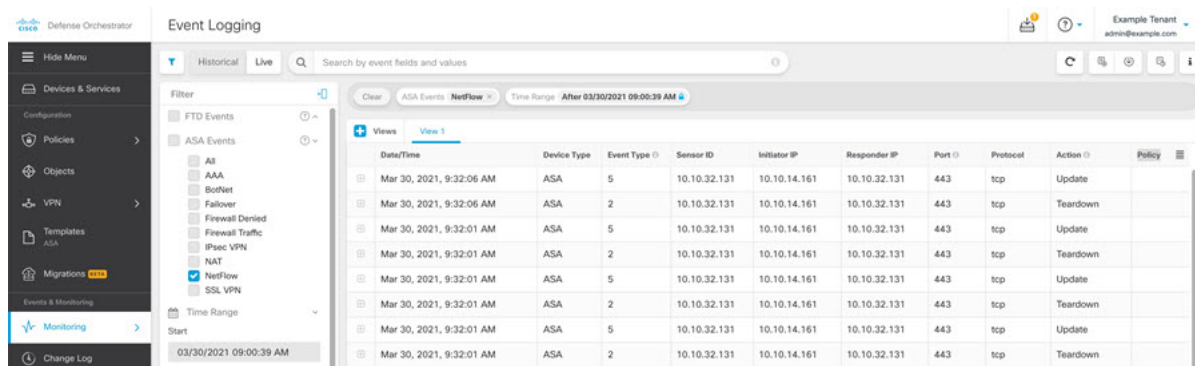 cisco Defense Orchestrator
Event Logging
Example Tenant
admin@example.com
Hide Menu
Devices & Services
Configuration
Policies
Objects
VPN
Templates
ASA
Migrations BETA
Events & Monitoring
Monitoring
Change Log
Historical Live
Search by event fields and values
Filter
FTD Events
ASA Events
All
AAA
BotNet
Failover
Firewall Denied
Firewall Traffic
IPsec VPN
NAT
NetFlow
SSL VPN
Time Range
Start
03/30/2021 09:00:39 AM
Clear ASA Events NetFlow × Time Range After 03/30/2021 09:00:39 AM
Views View 1
Date/Time Device Type Event Type Sensor ID Initiator IP Responder IP Port Protocol Action Policy
Mar 30, 2021, 9:32:06 AM ASA 5 10.10.32.131 10.10.14.161 10.10.32.131 443 tcp Update
Mar 30, 2021, 9:32:06 AM ASA 2 10.10.32.131 10.10.14.161 10.10.32.131 443 tcp Teardown
Mar 30, 2021, 9:32:01 AM ASA 5 10.10.32.131 10.10.14.161 10.10.32.131 443 tcp Update
Mar 30, 2021, 9:32:01 AM ASA 2 10.10.32.131 10.10.14.161 10.10.32.131 443 tcp Teardown
Mar 30, 2021, 9:32:01 AM ASA 5 10.10.32.131 10.10.14.161 10.10.32.131 443 tcp Update
Mar 30, 2021, 9:32:01 AM ASA 2 10.10.32.131 10.10.14.161 10.10.32.131 443 tcp Teardown
Mar 30, 2021, 9:32:01 AM ASA 5 10.10.32.131 10.10.14.161 10.10.32.131 443 tcp Update
Mar 30, 2021, 9:32:01 AM ASA 2 10.10.32.131 10.10.14.161 10.10.32.131 443 tcp Teardown